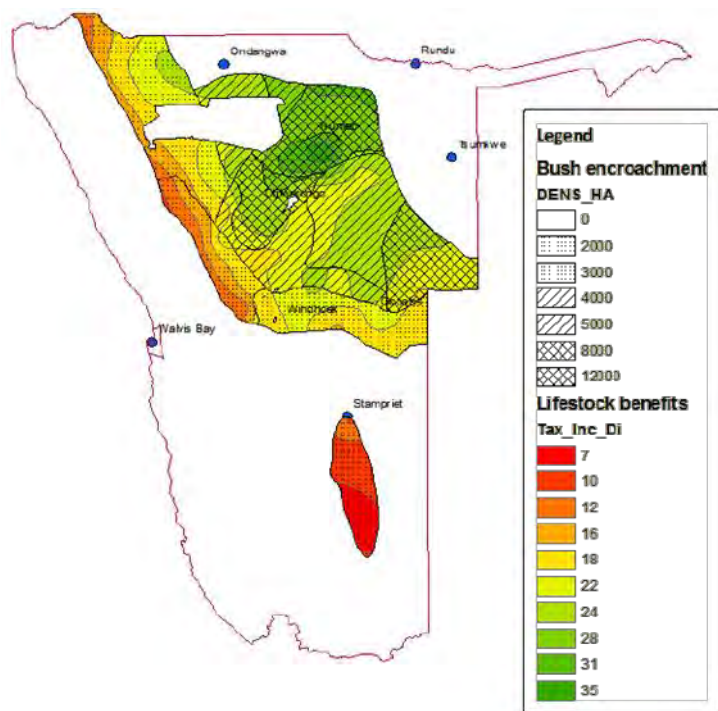 Ondangwa
Rundu
Tsumkwe
Windhoek
Walvis Bay
Stampriet
Legend
Bush encroachment
DENS_HA
0
2000
3000
4000
5000
8000
12000
Lifestock benefits
Tax_Inc_Di
7
10
12
16
18
22
24
28
31
35